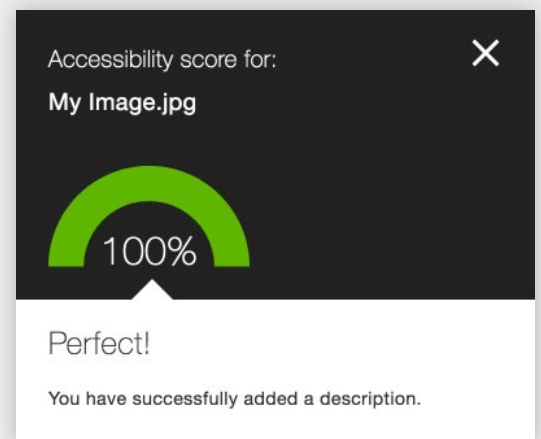 Accessibility score for:
My Image.jpg
100%
Perfect!
You have successfully added a description.